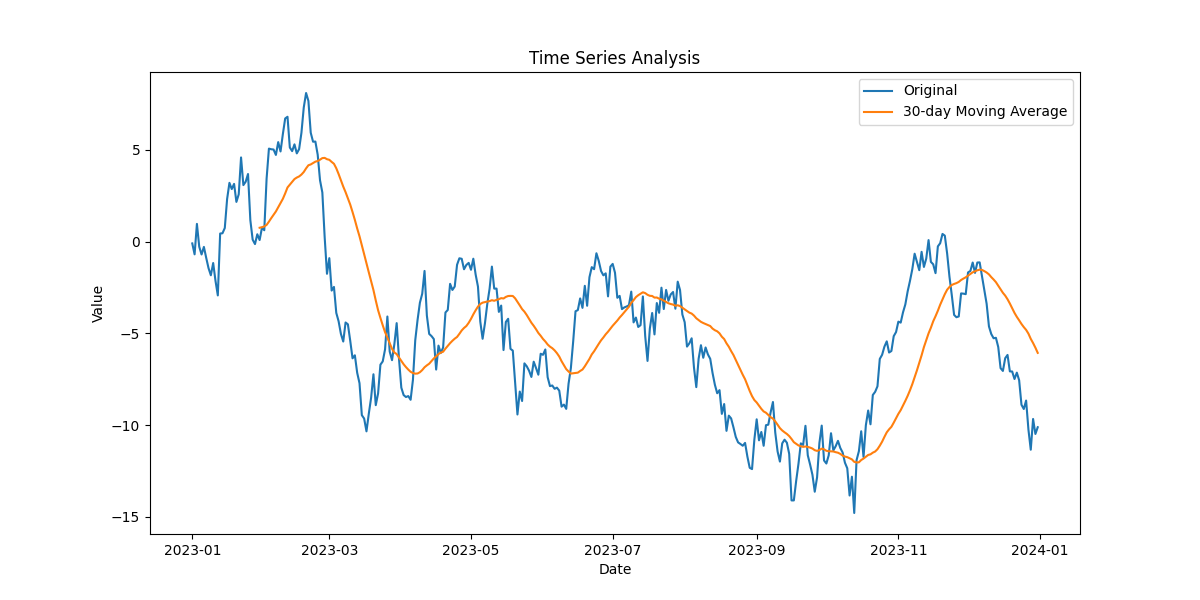 Time Series Analysis
Original
30-day Moving Average
5
0
−5
−10
−15
Value
2023-01 2023-03 2023-05 2023-07 2023-09 2023-11 2024-01
Date